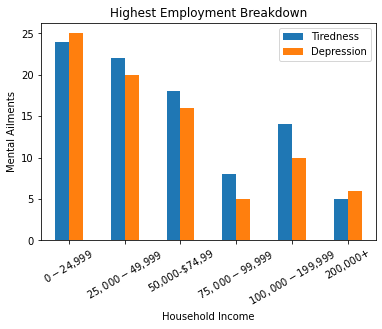 Highest Employment Breakdown
Tiredness
Depression
Mental Ailments
25
20
15
10
5
0
0 − 24,999
25, 000 − 49, 999
50,000-$74,99
75, 000 − 99, 999
100, 000 − 199, 999
200,000+
Household Income